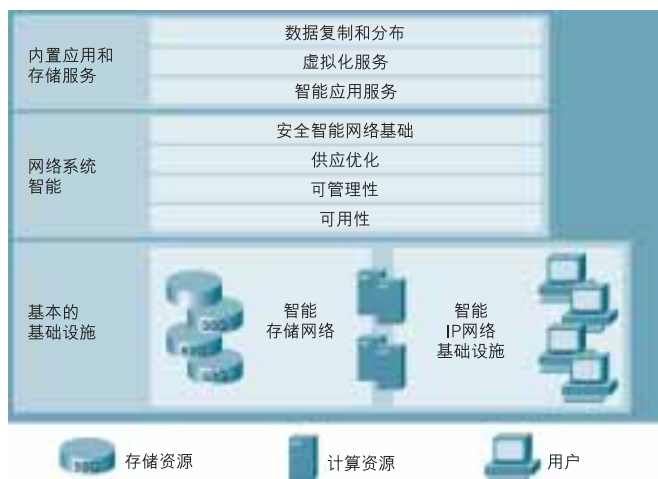 内置应用和
存储服务
数据复制和分布
虚拟化服务
智能应用服务
网络系统
智能
安全智能网络基础
供应优化
可管理性
可用性
基本的
基础设施
智能
存储网络
智能
IP网络
基础设施
存储资源
计算资源
用户